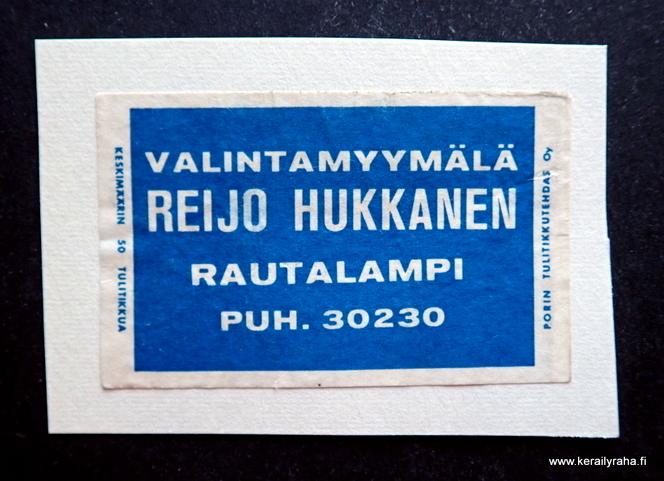 VALINTAMYYMÄLÄ
REIJO HUKKANEN
RAUTALAMPI
PUH. 30230
KESKIMÄÄRIN 50 TULITIKKUA
PORIN TULITIKKUTEHDAS Oy
www.kerailyraha.fi